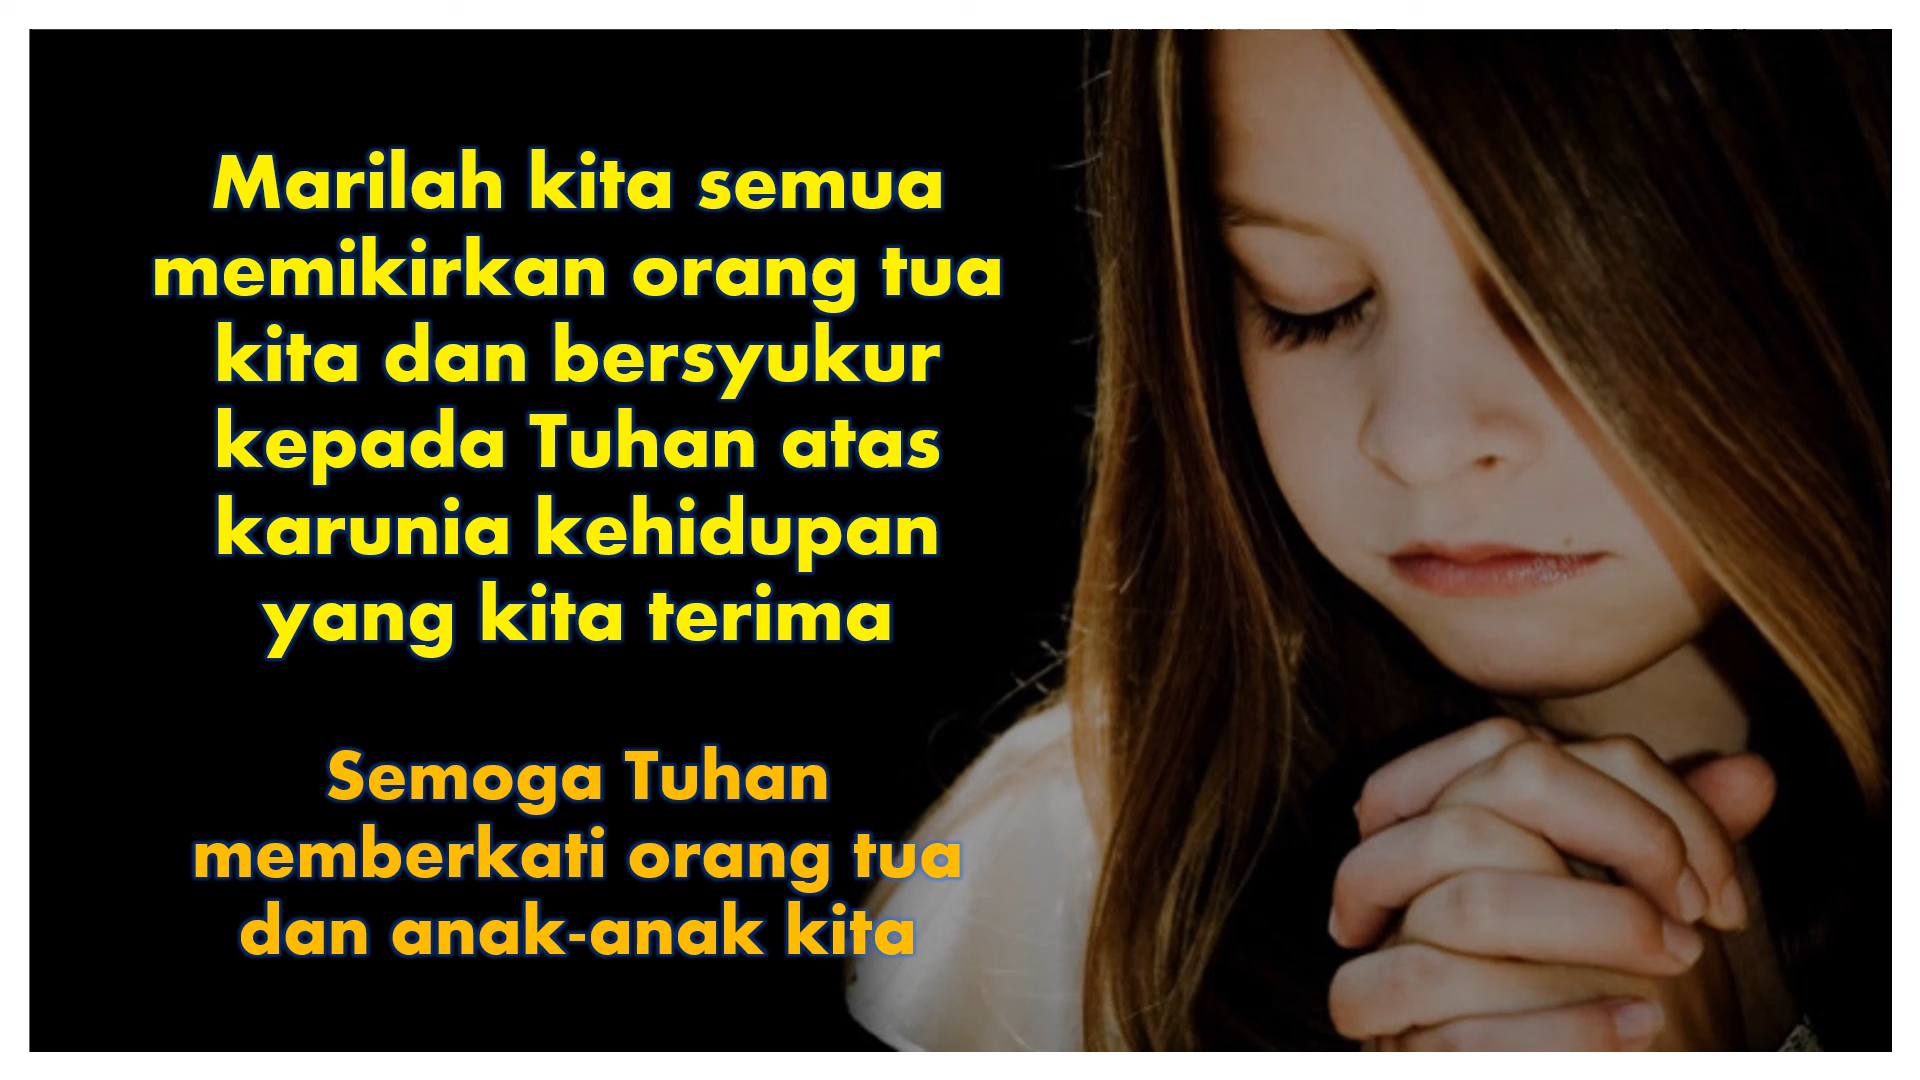 Marilah kita semua
memikirkan orang tua
kita dan bersyukur
kepada Tuhan atas
karunia kehidupan
yang kita terima
Semoga Tuhan
memberkati orang tua
dan anak-anak kita